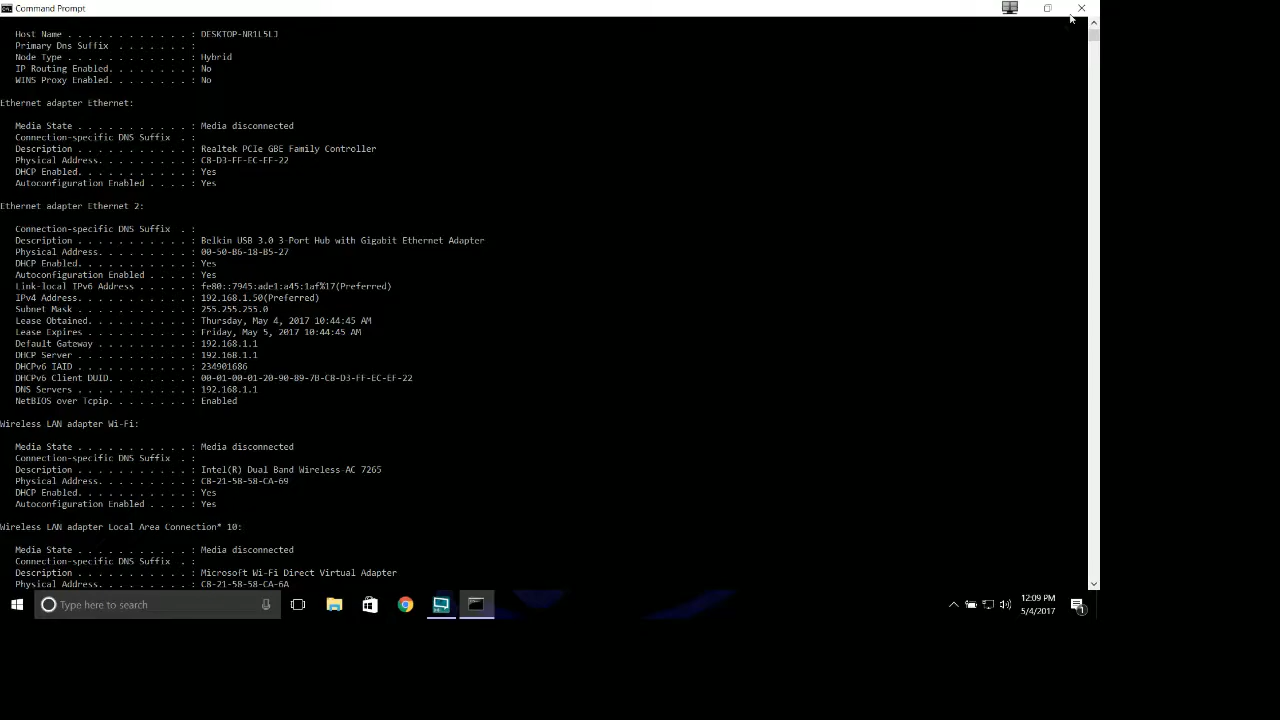 Command Prompt
Host Name . . . . . . . . . . . . : DESKTOP-NR1L5LJ
Primary Dns Suffix  . . . . . . . :
Node Type . . . . . . . . . . . . : Hybrid
IP Routing Enabled. . . . . . . . : No
WINS Proxy Enabled. . . . . . . . : No
Ethernet adapter Ethernet:
Media State . . . . . . . . . . . : Media disconnected
Connection-specific DNS Suffix  . :
Description . . . . . . . . . . . : Realtek PCIe GBE Family Controller
Physical Address. . . . . . . . . : C8-D3-FF-EC-EF-22
DHCP Enabled. . . . . . . . . . . : Yes
Autoconfiguration Enabled . . . . : Yes
Ethernet adapter Ethernet 2:
Connection-specific DNS Suffix  . :
Description . . . . . . . . . . . : Belkin USB 3.0 3-Port Hub with Gigabit Ethernet Adapter
Physical Address. . . . . . . . . : 00-50-B6-18-B5-27
DHCP Enabled. . . . . . . . . . . : Yes
Autoconfiguration Enabled . . . . : Yes
Link-local IPv6 Address . . . . . : fe80::7945:ade1:a45:1af%17(Preferred)
IPv4 Address. . . . . . . . . . . : 192.168.1.50(Preferred)
Subnet Mask . . . . . . . . . . . : 255.255.255.0
Lease Obtained. . . . . . . . . . : Thursday, May 4, 2017 10:44:45 AM
Lease Expires . . . . . . . . . . : Friday, May 5, 2017 10:44:45 AM
Default Gateway . . . . . . . . . : 192.168.1.1
DHCP Server . . . . . . . . . . . : 192.168.1.1
DHCPv6 IAID . . . . . . . . . . . : 234901686
DHCPv6 Client DUID. . . . . . . . : 00-01-00-01-20-90-B9-7B-C8-D3-FF-EC-EF-22
DNS Servers . . . . . . . . . . . : 192.168.1.1
NetBIOS over Tcpip. . . . . . . . : Enabled
Wireless LAN adapter Wi-Fi:
Media State . . . . . . . . . . . : Media disconnected
Connection-specific DNS Suffix  . :
Description . . . . . . . . . . . : Intel(R) Dual Band Wireless-AC 7265
Physical Address. . . . . . . . . : C8-21-58-58-CA-69
DHCP Enabled. . . . . . . . . . . : Yes
Autoconfiguration Enabled . . . . : Yes
Wireless LAN adapter Local Area Connection* 10:
Media State . . . . . . . . . . . : Media disconnected
Connection-specific DNS Suffix  . :
Description . . . . . . . . . . . : Microsoft Wi-Fi Direct Virtual Adapter
Physical Address. . . . . . . . . : C8-21-58-58-CA-6A
Type here to search
12:09 PM
5/4/2017
1